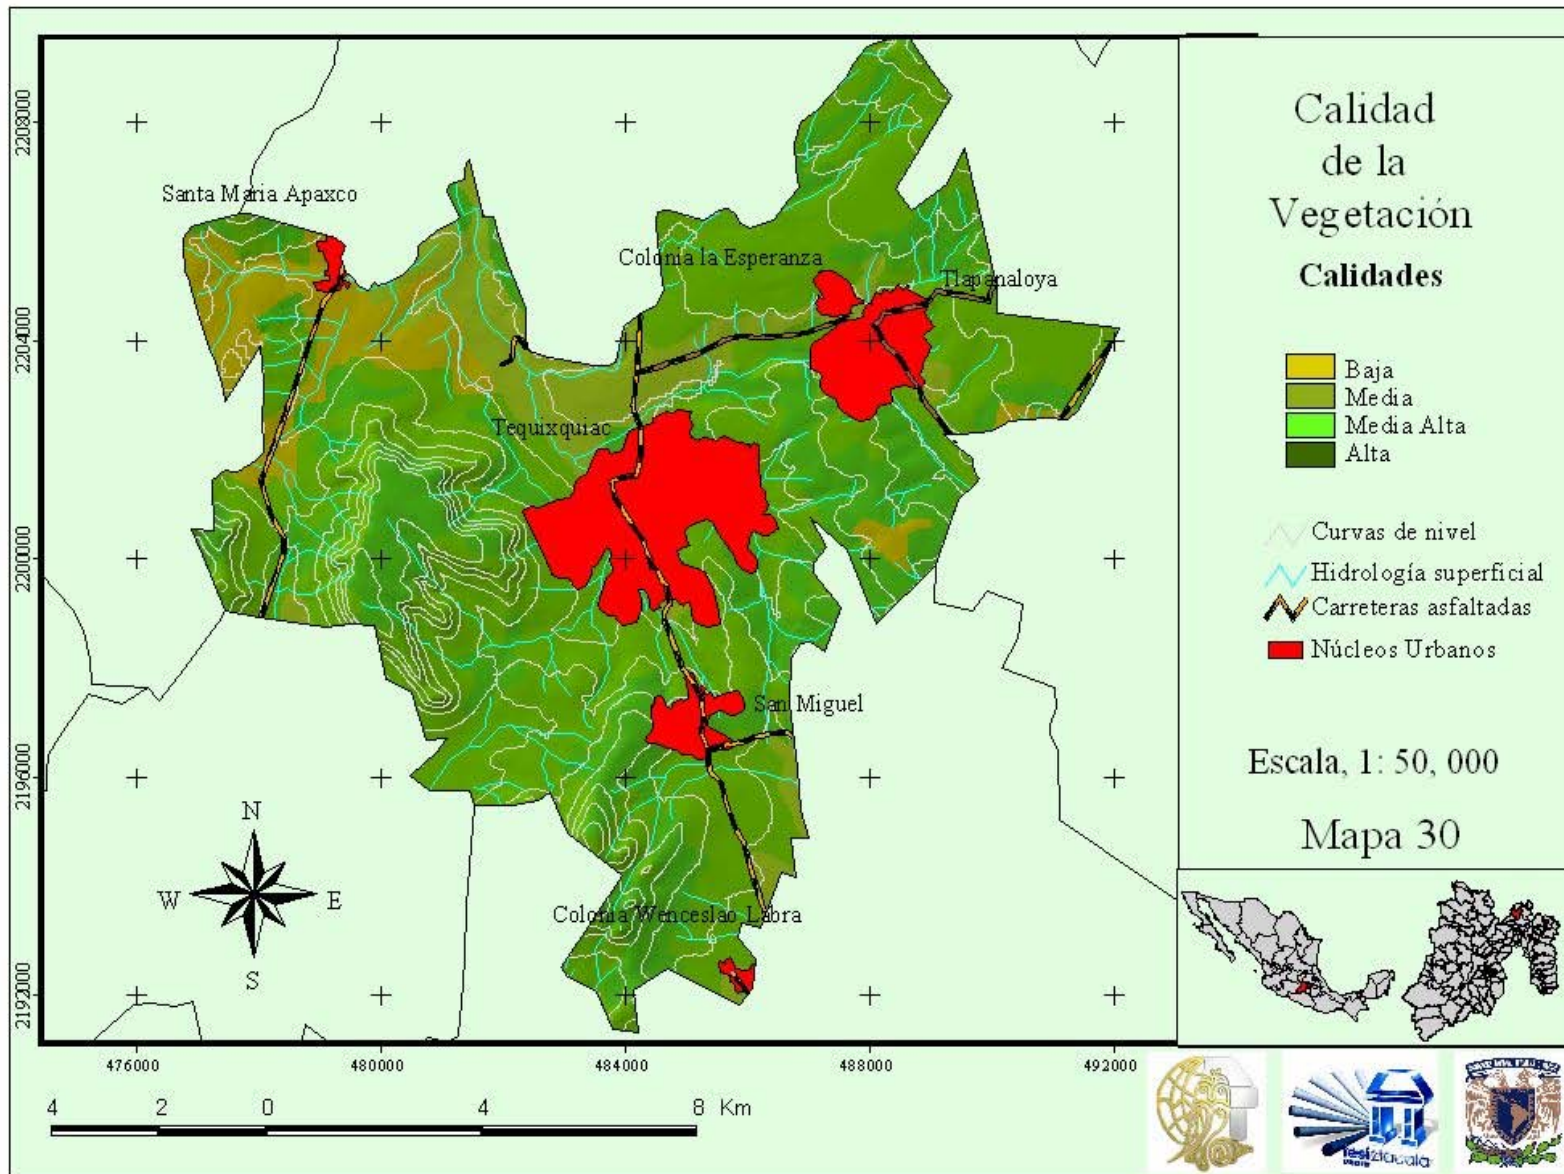 Calidad
de la
Vegetación
Calidades
Baja
Media
Media Alta
Alta
Curvas de nivel
Hidrología superficial
Carreteras asfaltadas
Núcleos Urbanos
Escala, 1: 50, 000
Mapa 30
Santa Maria Apaxco
Colonia la Esperanza
Tlapanaloya
Tequixquiac
San Miguel
Colonia Wenceslao Labra
N
W
E
S
2208000
2204000
2200000
2196000
2192000
476000
480000
484000
488000
492000
4 2 0 4 8 Km